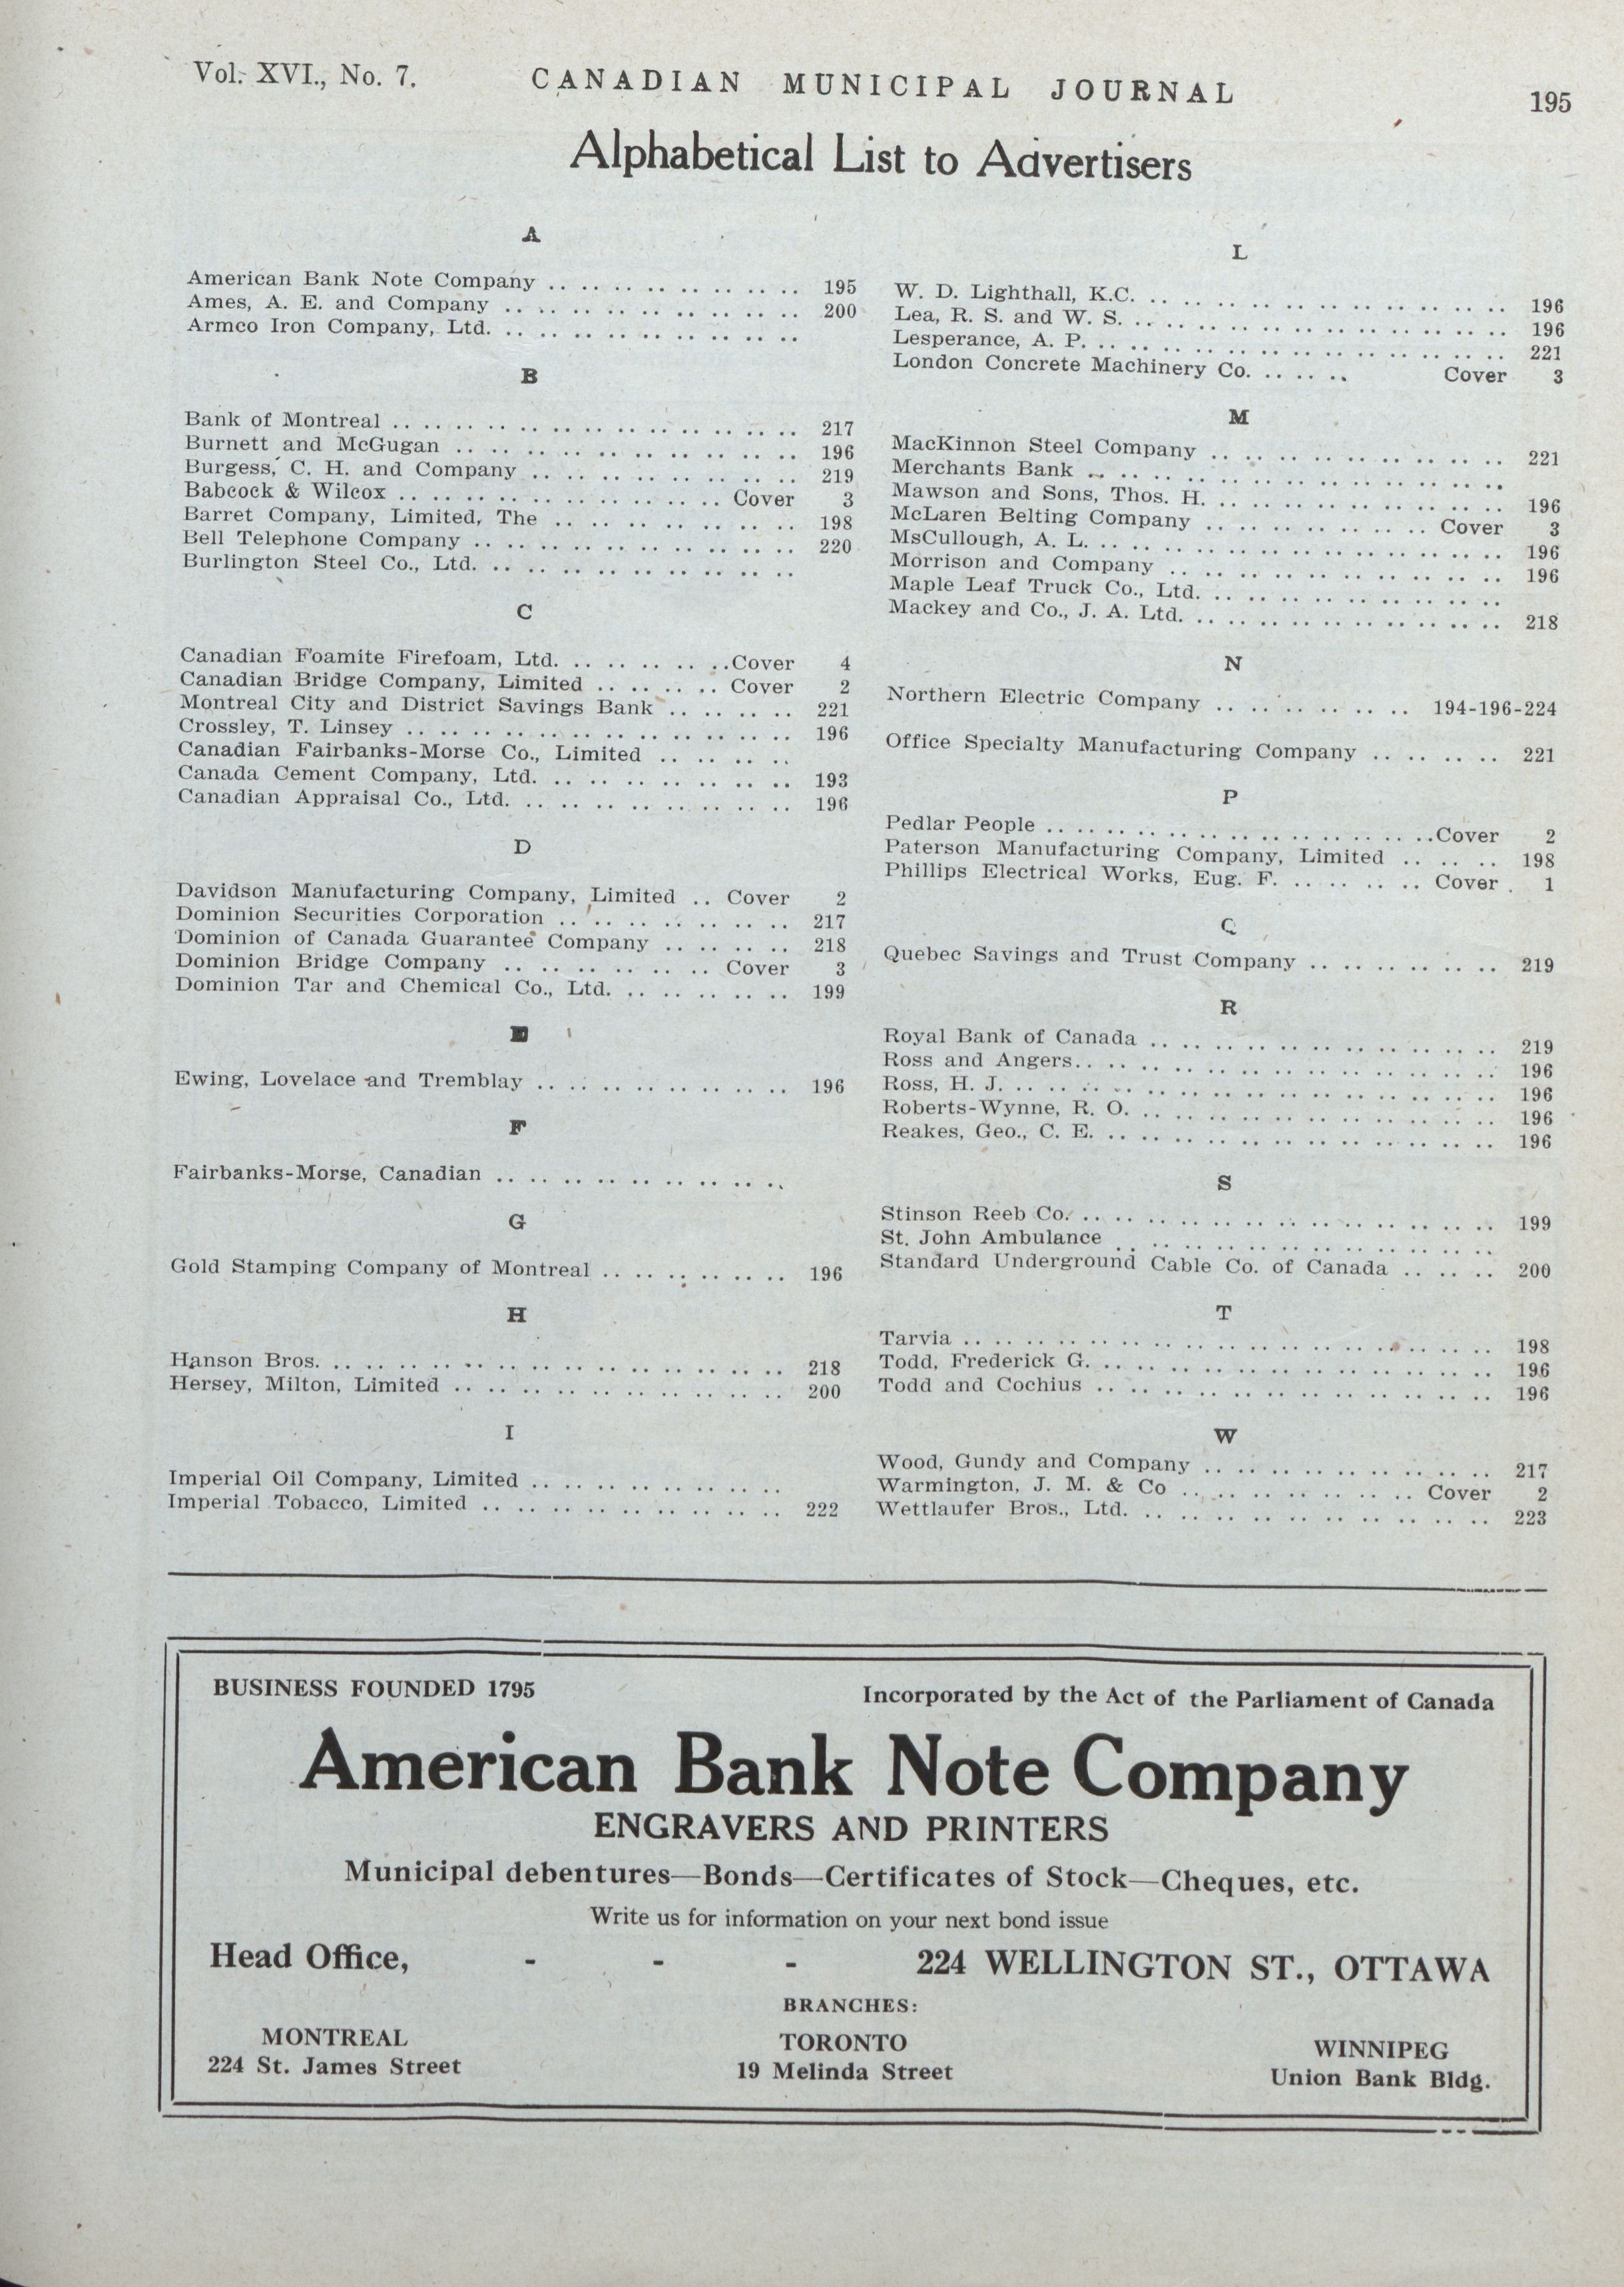 Vol. XVI., No. 7. CANADIAN MUNICIPAL JOURNAL 195
Alphabetical List to Advertisers
A
American Bank Note Company .. .. .. .. .. .. .. .. 195
Ames, A. E. and Company .. .. .. .. .. .. .. .. .. 200
Armco Iron Company, Ltd. .. .. .. .. .. .. .. .. ..
B
Bank of Montreal .. .. .. .. .. .. .. .. .. .. .. .. 217
Burnett and McGugan .. .. .. .. .. .. .. .. .. .. 196
Burgess, C. H. and Company .. .. .. .. .. .. .. .. 219
Babcock & Wilcox .. .. .. .. .. .. .. .. .. .. Cover 3
Barret Company, Limited, The .. .. .. .. .. .. .. .. 198
Bell Telephone Company .. .. .. .. .. .. .. .. .. .. 220
Burlington Steel Co., Ltd. .. .. .. .. .. .. .. .. .. ..
C
Canadian Foamite Firefoam, Ltd. .. .. .. .. ..Cover 4
Canadian Bridge Company, Limited .. .. .. .. Cover 2
Montreal City and District Savings Bank .. .. .. .. 221
Crossley, T. Linsey .. .. .. .. .. .. .. .. .. .. .. .. 196
Canadian Fairbanks-Morse Co., Limited .. .. .. ..
Canada Cement Company, Ltd. .. .. .. .. .. .. .. .. 193
Canadian Appraisal Co., Ltd. .. .. .. .. .. .. .. .. 196
D
Davidson Manufacturing Company, Limited .. Cover 2
Dominion Securities Corporation .. .. .. .. .. .. .. 217
Dominion of Canada Guarantee Company .. .. .. .. 218
Dominion Bridge Company .. .. .. .. .. .. .. Cover 3
Dominion Tar and Chemical Co., Ltd. .. .. .. .. .. 199
E
Ewing, Lovelace and Tremblay .. .. .. .. .. .. .. .. 196
F
Fairbanks-Morse, Canadian .. .. .. .. .. .. .. .. ..
G
Gold Stamping Company of Montreal .. .. .. .. .. .. 196
H
Hanson Bros. .. .. .. .. .. .. .. .. .. .. .. .. .. .. 218
Hersey, Milton, Limited .. .. .. .. .. .. .. .. .. .. 200
I
Imperial Oil Company, Limited .. .. .. .. .. .. .. ..
Imperial Tobacco, Limited .. .. .. .. .. .. .. .. .. 222
L
W. D. Lighthall, K.C. .. .. .. .. .. .. .. .. .. .. .. 196
Lea, R. S. and W. S. .. .. .. .. .. .. .. .. .. .. .. 196
Lesperance, A. P. .. .. .. .. .. .. .. .. .. .. .. .. 221
London Concrete Machinery Co. .. .. .. Cover 3
M
MacKinnon Steel Company .. .. .. .. .. .. .. .. .. 221
Merchants Bank .. .. .. .. .. .. .. .. .. .. .. ..
Mawson and Sons, Thos. H. .. .. .. .. .. .. .. .. .. 196
McLaren Belting Company .. .. .. .. .. .. .. Cover 3
MsCullough, A. L. .. .. .. .. .. .. .. .. .. .. .. .. 196
Morrison and Company .. .. .. .. .. .. .. .. .. .. 196
Maple Leaf Truck Co., Ltd. .. .. .. .. .. .. .. .. ..
Mackey and Co., J. A. Ltd. .. .. .. .. .. .. .. .. .. 218
N
Northern Electric Company .. .. .. .. .. .. 194-196-224
Office Specialty Manufacturing Company .. .. .. .. 221
P
Pedlar People .. .. .. .. .. .. .. .. .. .. .. .. ..Cover 2
Paterson Manufacturing Company, Limited .. .. .. 198
Phillips Electrical Works, Eug. F. .. .. .. .. .. Cover 1
Q
Quebec Savings and Trust Company .. .. .. .. .. .. 219
R
Royal Bank of Canada .. .. .. .. .. .. .. .. .. .. .. 219
Ross and Angers.. .. .. .. .. .. .. .. .. .. .. .. .. 196
Ross, H. J. .. .. .. .. .. .. .. .. .. .. .. .. .. .. 196
Roberts-Wynne, R. O. .. .. .. .. .. .. .. .. .. .. .. 196
Reakes, Geo., C. E. .. .. .. .. .. .. .. .. .. .. .. .. 196
S
Stinson Reeb Co. .. .. .. .. .. .. .. .. .. .. .. .. .. 199
St. John Ambulance .. .. .. .. .. .. .. .. .. .. .. ..
Standard Underground Cable Co. of Canada .. .. .. 200
T
Tarvia .. .. .. .. .. .. .. .. .. .. .. .. .. .. .. .. 198
Todd, Frederick G. .. .. .. .. .. .. .. .. .. .. .. .. 196
Todd and Cochius .. .. .. .. .. .. .. .. .. .. .. .. 196
W
Wood, Gundy and Company .. .. .. .. .. .. .. .. .. 217
Warmington, J. M. & Co .. .. .. .. .. .. .. Cover 2
Wettlaufer Bros., Ltd. .. .. .. .. .. .. .. .. .. .. 223
BUSINESS FOUNDED 1795 Incorporated by the Act of the Parliament of Canada
American Bank Note Company
ENGRAVERS AND PRINTERS
Municipal debentures—Bonds—Certificates of Stock—Cheques, etc.
Write us for information on your next bond issue
Head Office, - - - 224 WELLINGTON ST., OTTAWA
BRANCHES:
MONTREAL TORONTO WINNIPEG
224 St. James Street 19 Melinda Street Union Bank Bldg.